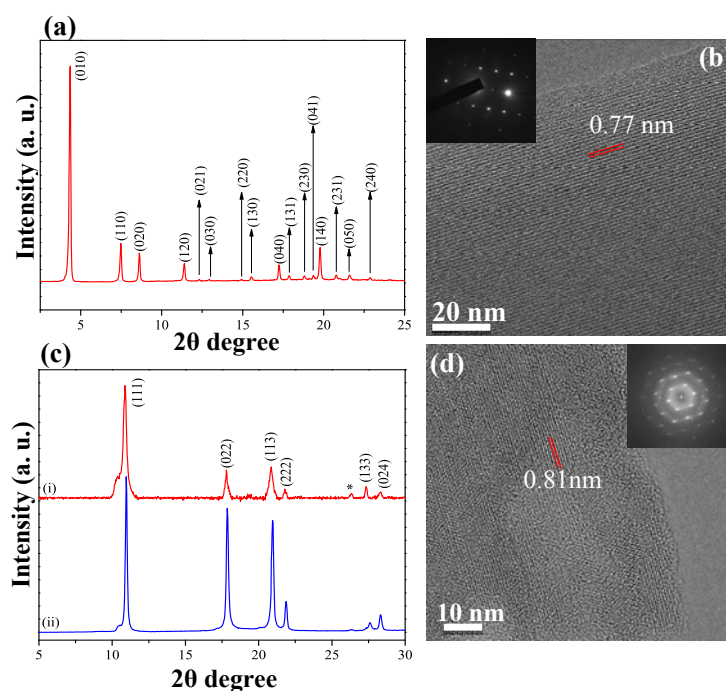 (a)
Intensity (a. u.)
(010)
(110)
(020)
(120)
(021)
(030)
(220)
(130)
(040)
(131)
(230)
(041)
(140)
(231)
(050)
(240)
5 10 15 20 25
2θ degree
(b)
0.77 nm
20 nm
(c)
Intensity (a. u.)
(i)
(ii)
(111)
(022)
(113)
(222)
*
(133)
(024)
5 10 15 20 25 30
2θ degree
(d)
0.81nm
10 nm